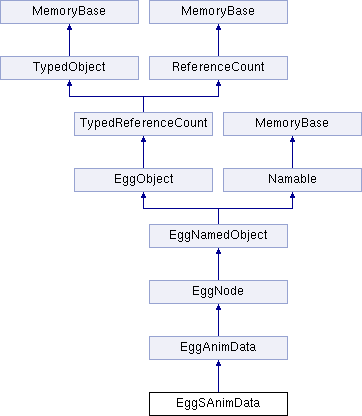 MemoryBase MemoryBase
TypedObject ReferenceCount
TypedReferenceCount MemoryBase
EggObject Namable
EggNamedObject
EggNode
EggAnimData
EggSAnimData